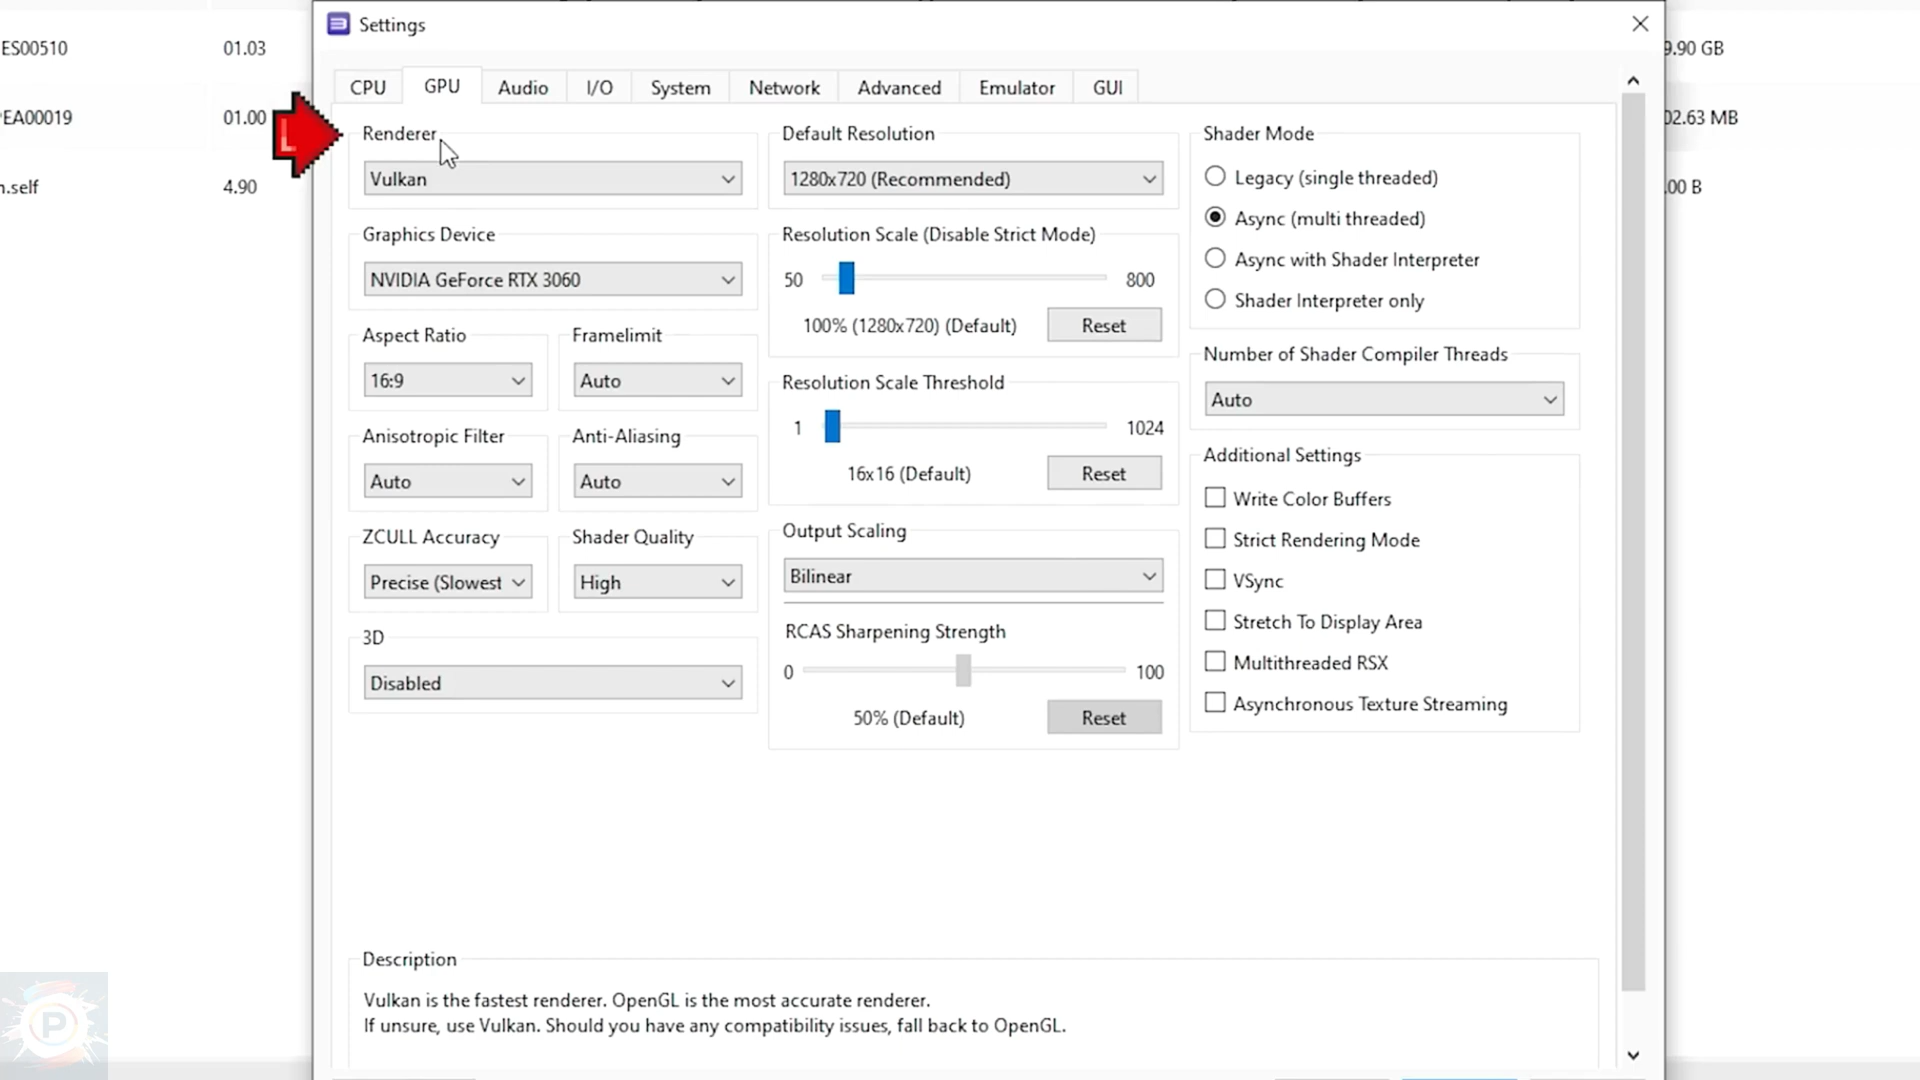 Settings
ES00510 01.03 9.90 GB
EA00019 01.00 02.63 MB
n.self 4.90 .00 B
CPU GPU Audio I/O System Network Advanced Emulator GUI
L
Renderer
Vulkan
Graphics Device
NVIDIA GeForce RTX 3060
Aspect Ratio Framelimit
16:9 Auto
Anisotropic Filter Anti-Aliasing
Auto Auto
ZCULL Accuracy Shader Quality
Precise (Slowest High
3D
Disabled
Default Resolution
1280x720 (Recommended)
Resolution Scale (Disable Strict Mode)
50 800
100% (1280x720) (Default) Reset
Resolution Scale Threshold
1 1024
16x16 (Default) Reset
Output Scaling
Bilinear
RCAS Sharpening Strength
0 100
50% (Default) Reset
Shader Mode
Legacy (single threaded)
Async (multi threaded)
Async with Shader Interpreter
Shader Interpreter only
Number of Shader Compiler Threads
Auto
Additional Settings
Write Color Buffers
Strict Rendering Mode
VSync
Stretch To Display Area
Multithreaded RSX
Asynchronous Texture Streaming
Description
Vulkan is the fastest renderer. OpenGL is the most accurate renderer.
If unsure, use Vulkan. Should you have any compatibility issues, fall back to OpenGL.
P